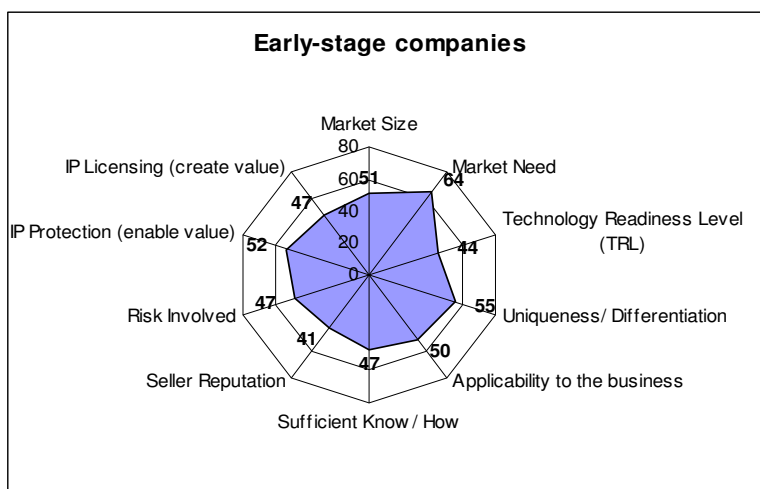 Early-stage companies
Market Size
80
IP Licensing (create value)
Market Need
60
51
64
47
40
IP Protection (enable value)
52
Technology Readiness Level
(TRL)
44
20
0
Risk Involved
47
55
Uniqueness/ Differentiation
41
47
50
Seller Reputation
Applicability to the business
Sufficient Know / How